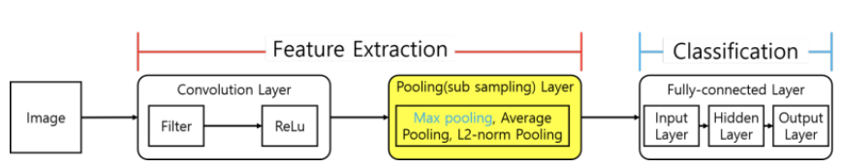 Feature Extraction
Classification
Image
Convolution Layer
Filter
ReLu
Pooling(sub sampling) Layer
Max pooling, Average
Pooling, L2-norm Pooling
Fully-connected Layer
Input
Layer
Hidden
Layer
Output
Layer